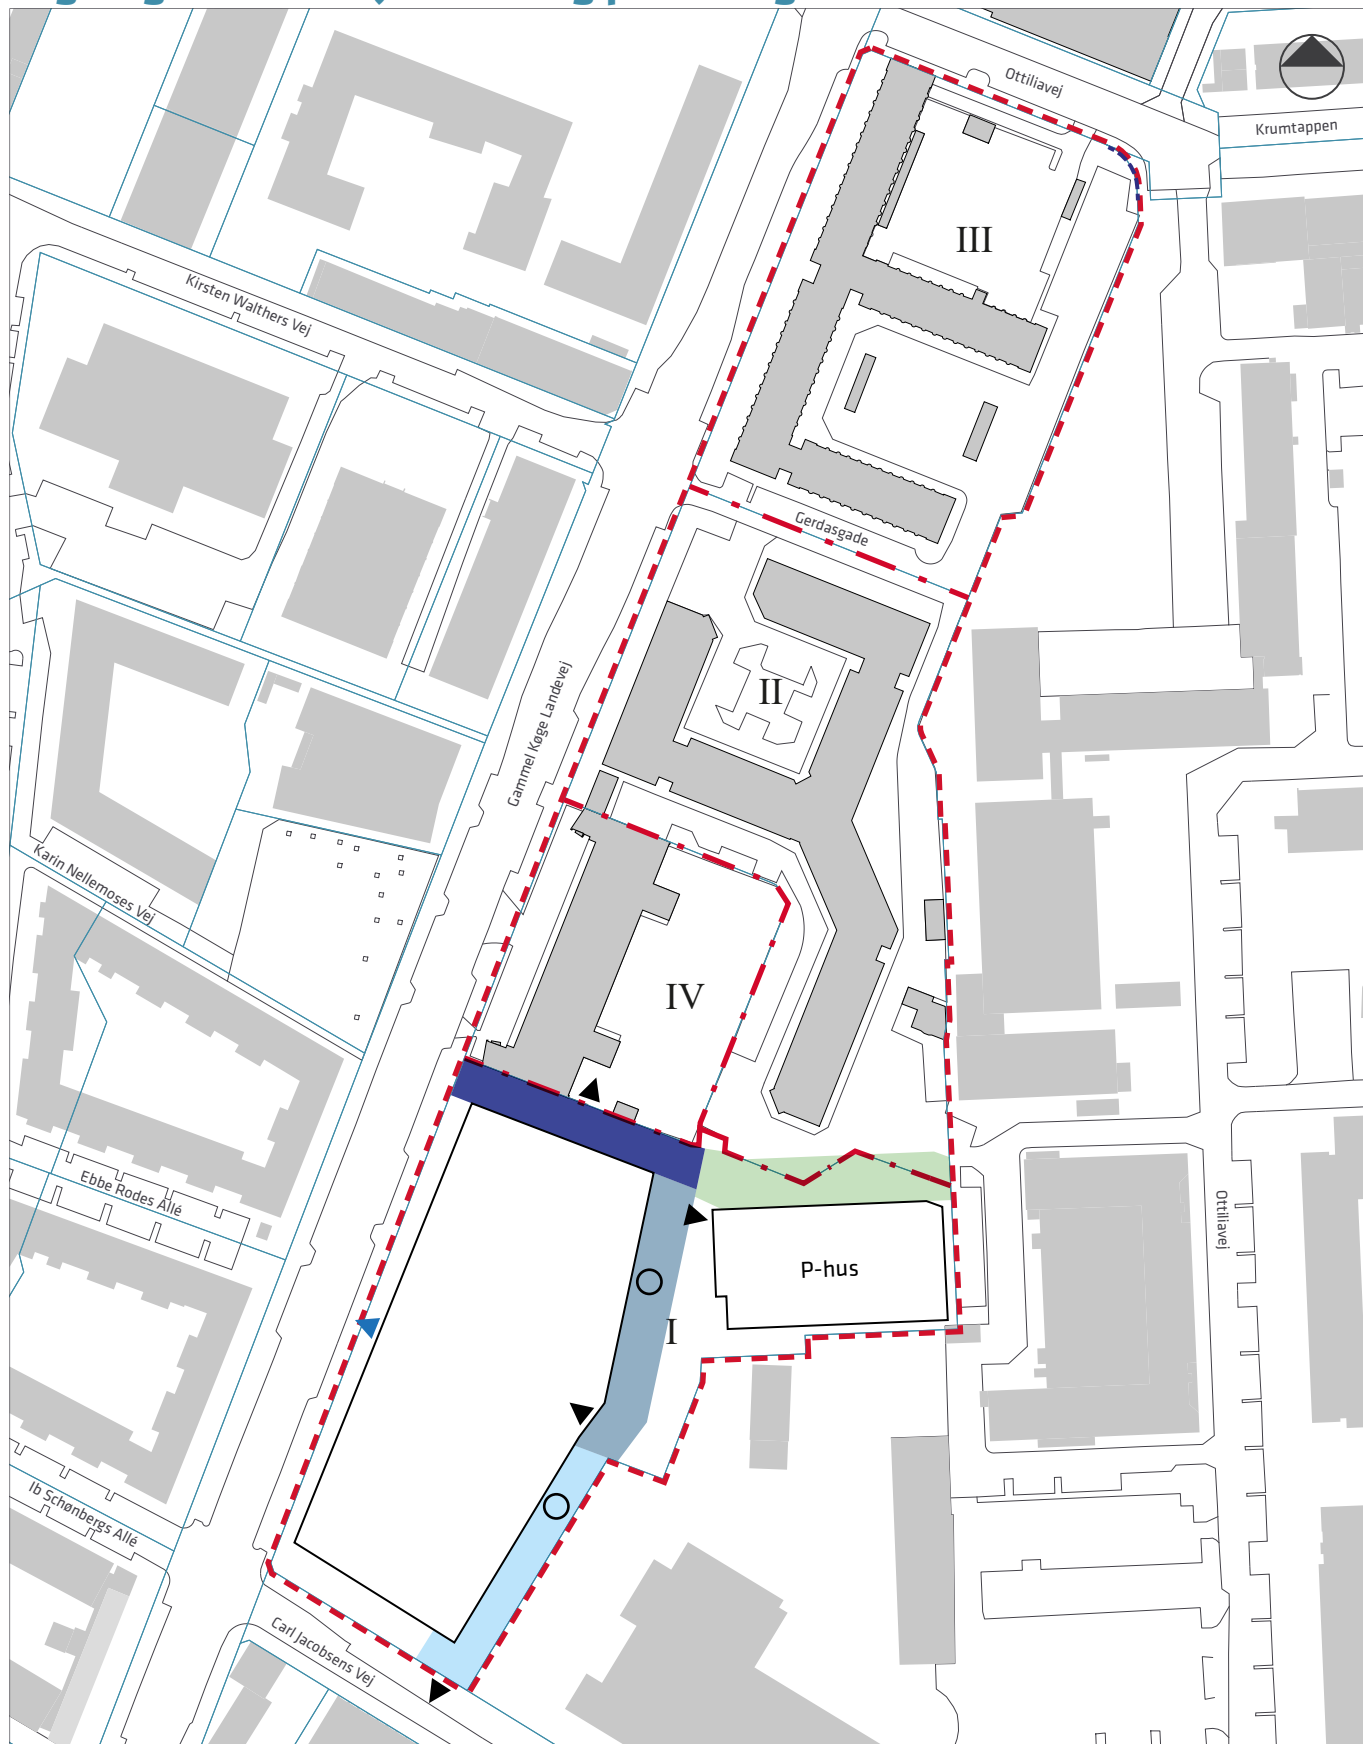 Ottiliavej
Krumtappen
III
Kirsten Walthers Vej
Gerdasgade
II
Gammel Køge Landevej
Karin Nellemoses Vej
IV
Ebbe Rodes Allé
Ottiliavej
P-hus
I
Ib Schønbergs Allé
Carl Jacobsens Vej